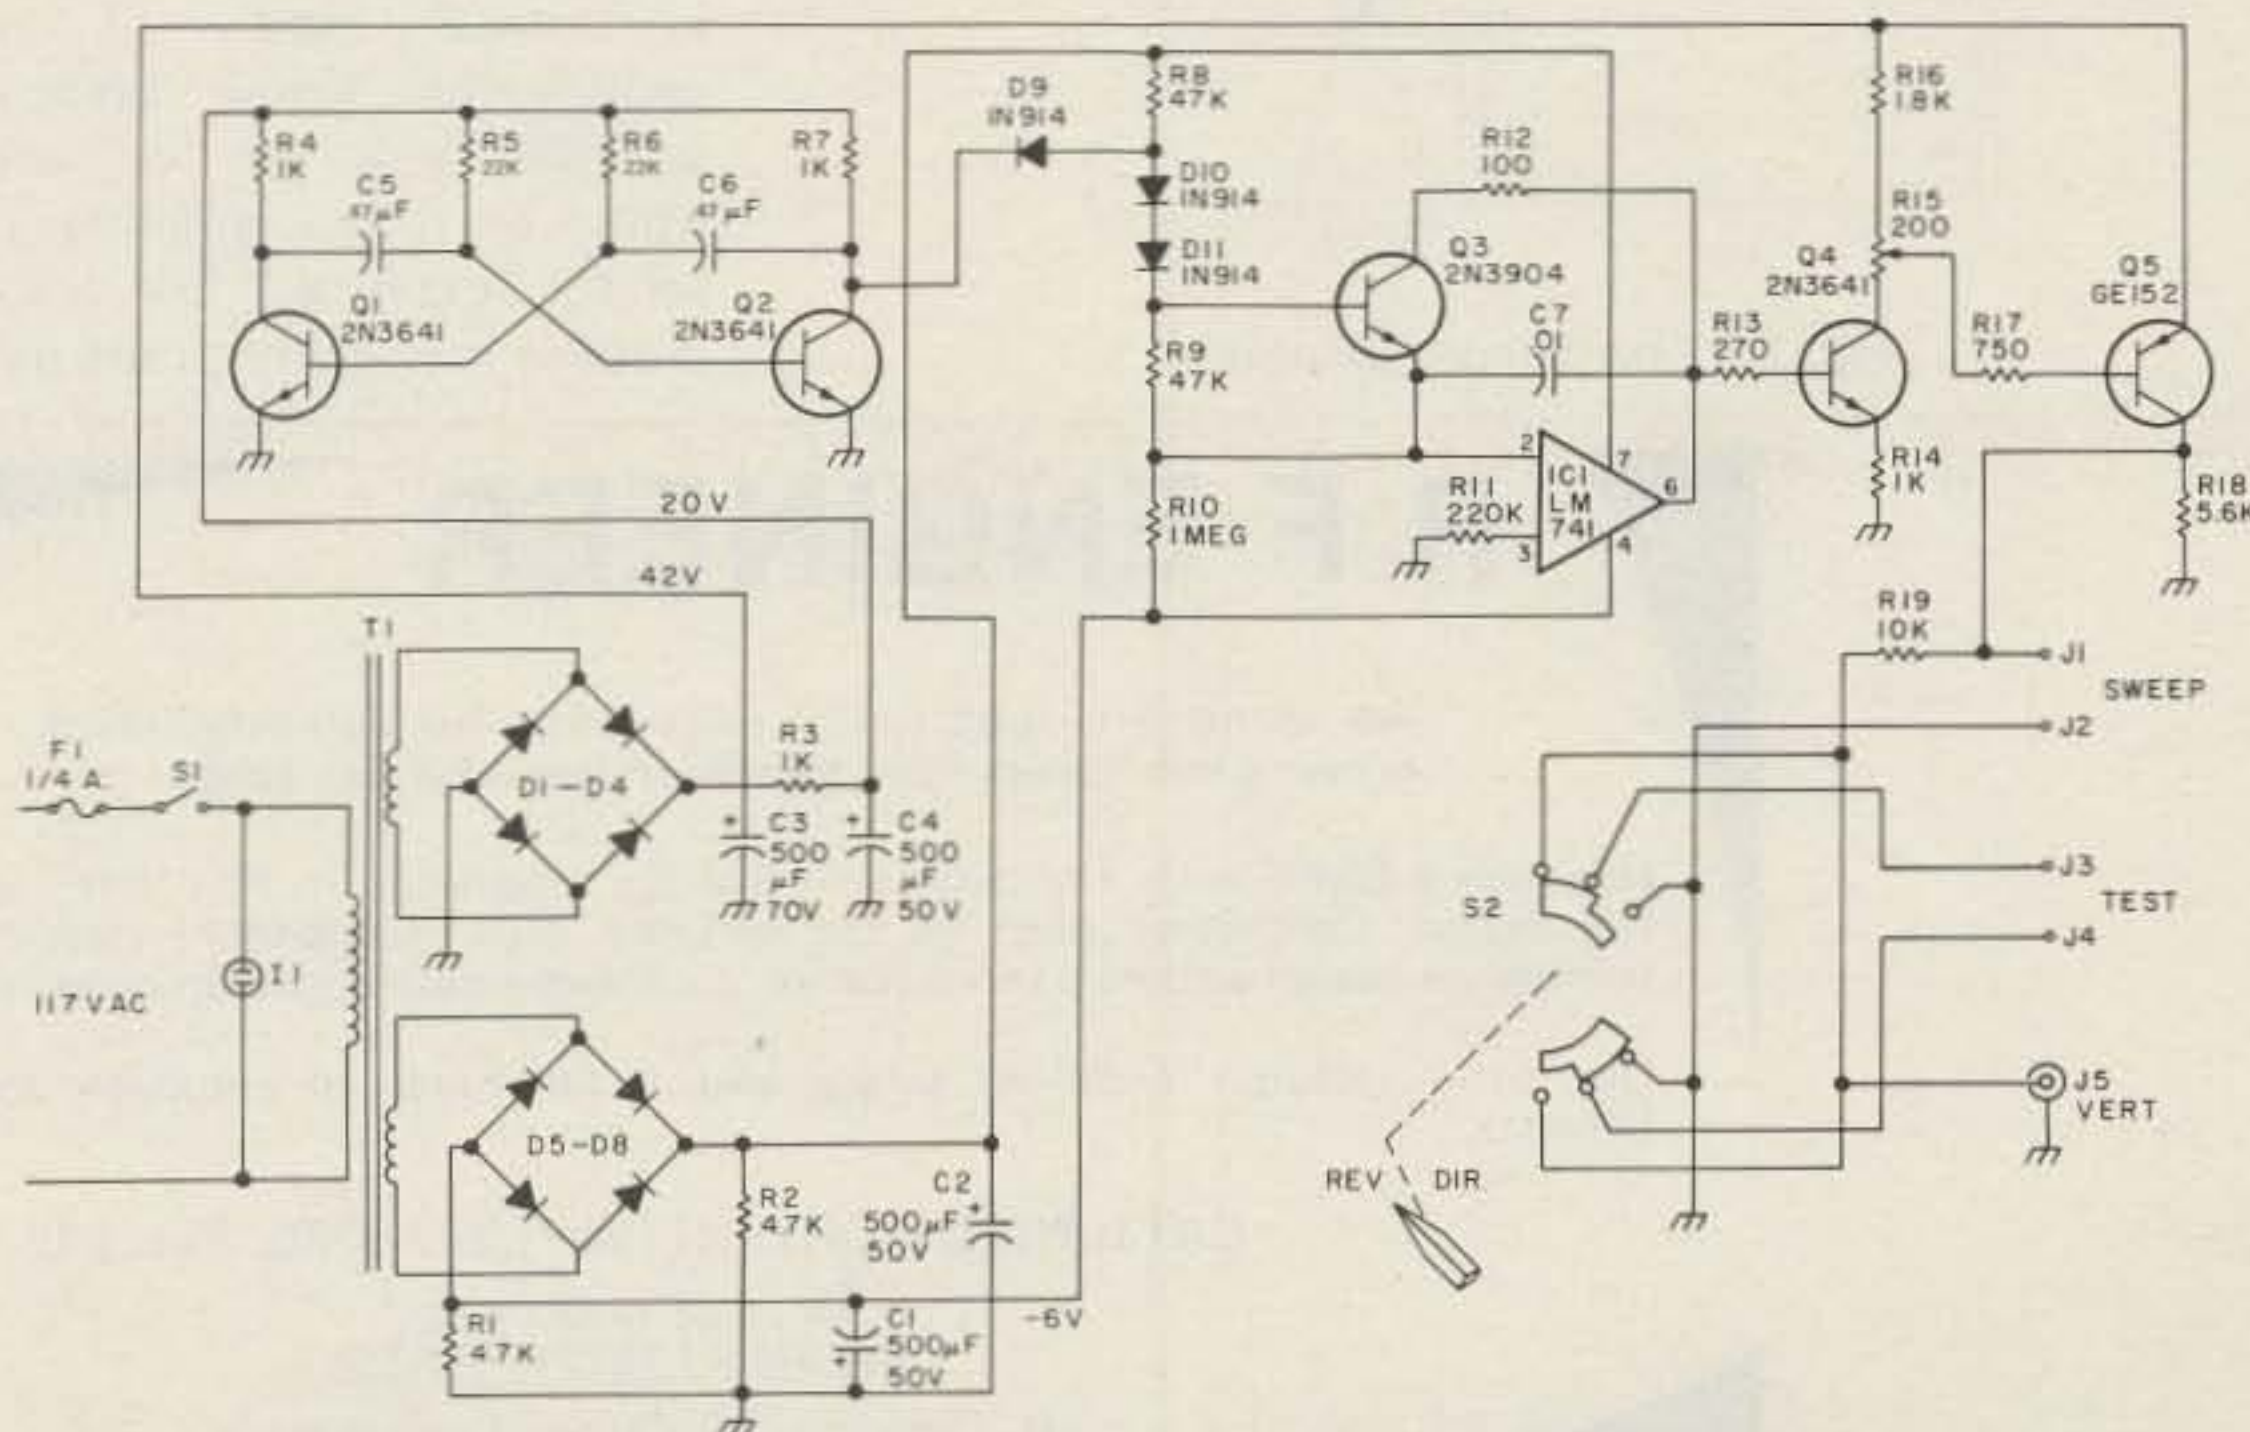 D9
IN914
R8
47K
R16
1.8K
R4
1K
R5
22K
R6
22K
R7
1K
C5
.47µF
C6
.47µF
D10
IN914
D11
IN914
R12
100
R15
200
Q1
2N3641
Q2
2N3641
Q3
2N3904
Q4
2N3641
Q5
GE152
R9
47K
C7
.01
R13
270
R17
750
R10
1MEG
R11
220K
2
3
IC1
LM
741
7
4
6
R14
1K
R18
5.6K
20V
42V
R19
10K
J1
SWEEP
J2
T1
F1
1/4 A
S1
D1-D4
R3
1K
+
C3
500
µF
70V
+
C4
500
µF
50V
S2
J3
TEST
J4
I1
117VAC
D5-D8
J5
VERT
REV
DIR
R2
4.7K
C2
+
500µF
50V
R1
4.7K
C1
500µF
+
50V
-6V